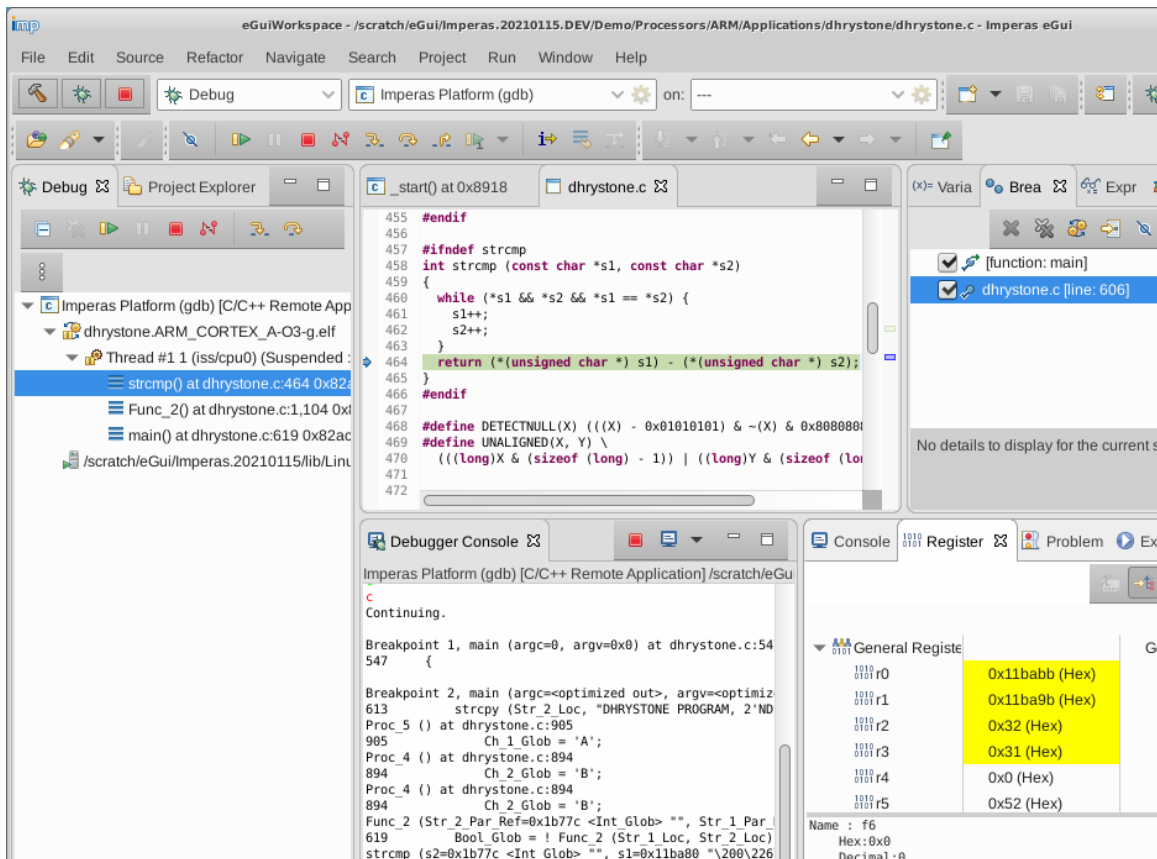 imp
eGuiWorkspace - /scratch/eGui/Imperas.20210115.DEV/Demo/Processors/ARM/Applications/dhrystone/dhrystone.c - Imperas eGui
File Edit Source Refactor Navigate Search Project Run Window Help
Debug Imperas Platform (gdb) on: ---
Debug Project Explorer
Imperas Platform (gdb) [C/C++ Remote App
dhrystone.ARM_CORTEX_A-O3-g.elf
Thread #1 1 (iss/cpu0) (Suspended :
strcmp() at dhrystone.c:464 0x82a
Func_2() at dhrystone.c:1,104 0x8
main() at dhrystone.c:619 0x82ac
/scratch/eGui/Imperas.20210115/lib/Linu
_start() at 0x8918 dhrystone.c
455 #endif
456
457 #ifndef strcmp
458 int strcmp (const char *s1, const char *s2)
459 {
460 while (*s1 && *s2 && *s1 == *s2) {
461 s1++;
462 s2++;
463 }
464 return (*(unsigned char *) s1) - (*(unsigned char *) s2);
465 }
466 #endif
467
468 #define DETECTNULL(X) (((X) - 0x01010101) & ~(X) & 0x8080808
469 #define UNALIGNED(X, Y) \
470 (((long)X & (sizeof (long) - 1)) | ((long)Y & (sizeof (lo
471
472
(x)= Varia Brea Expr
[function: main]
dhrystone.c [line: 606]
No details to display for the current s
Debugger Console
Imperas Platform (gdb) [C/C++ Remote Application] /scratch/eGu
c
Continuing.
Breakpoint 1, main (argc=0, argv=0x0) at dhrystone.c:54
547 {
Breakpoint 2, main (argc=<optimized out>, argv=<optimiz
613 strcpy (Str_2_Loc, "DHRYSTONE PROGRAM, 2'ND
Proc_5 () at dhrystone.c:905
905 Ch_1_Glob = 'A';
Proc_4 () at dhrystone.c:894
894 Ch_2_Glob = 'B';
Proc_4 () at dhrystone.c:894
894 Ch_2_Glob = 'B';
Func_2 (Str_2_Par_Ref=0x1b77c <Int_Glob> "", Str_1_Par_
619 Bool_Glob = ! Func_2 (Str_1_Loc, Str_2_Loc)
strcmp (s2=0x1b77c <Int_Glob> "", s1=0x11ba80 "\200\226
Console Register Problem Ex
General Registe G
r0 0x11babb (Hex)
r1 0x11ba9b (Hex)
r2 0x32 (Hex)
r3 0x31 (Hex)
r4 0x0 (Hex)
r5 0x52 (Hex)
Name : f6
Hex:0x0
Decimal:0